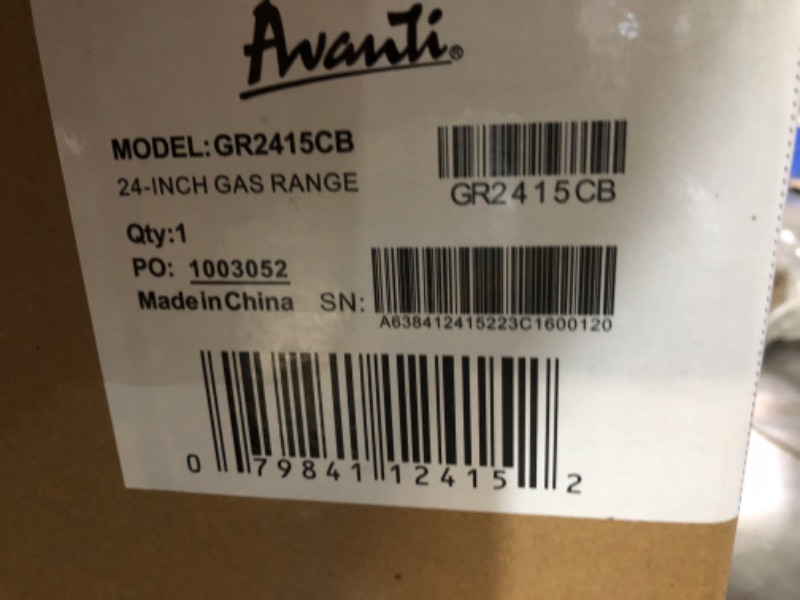 Avanti®
MODEL:GR2415CB
GR2415CB
24-INCH GAS RANGE
Qty:1
PO: 1003052
Made in China SN:
A638412415223C1600120
0 79841 12415 2